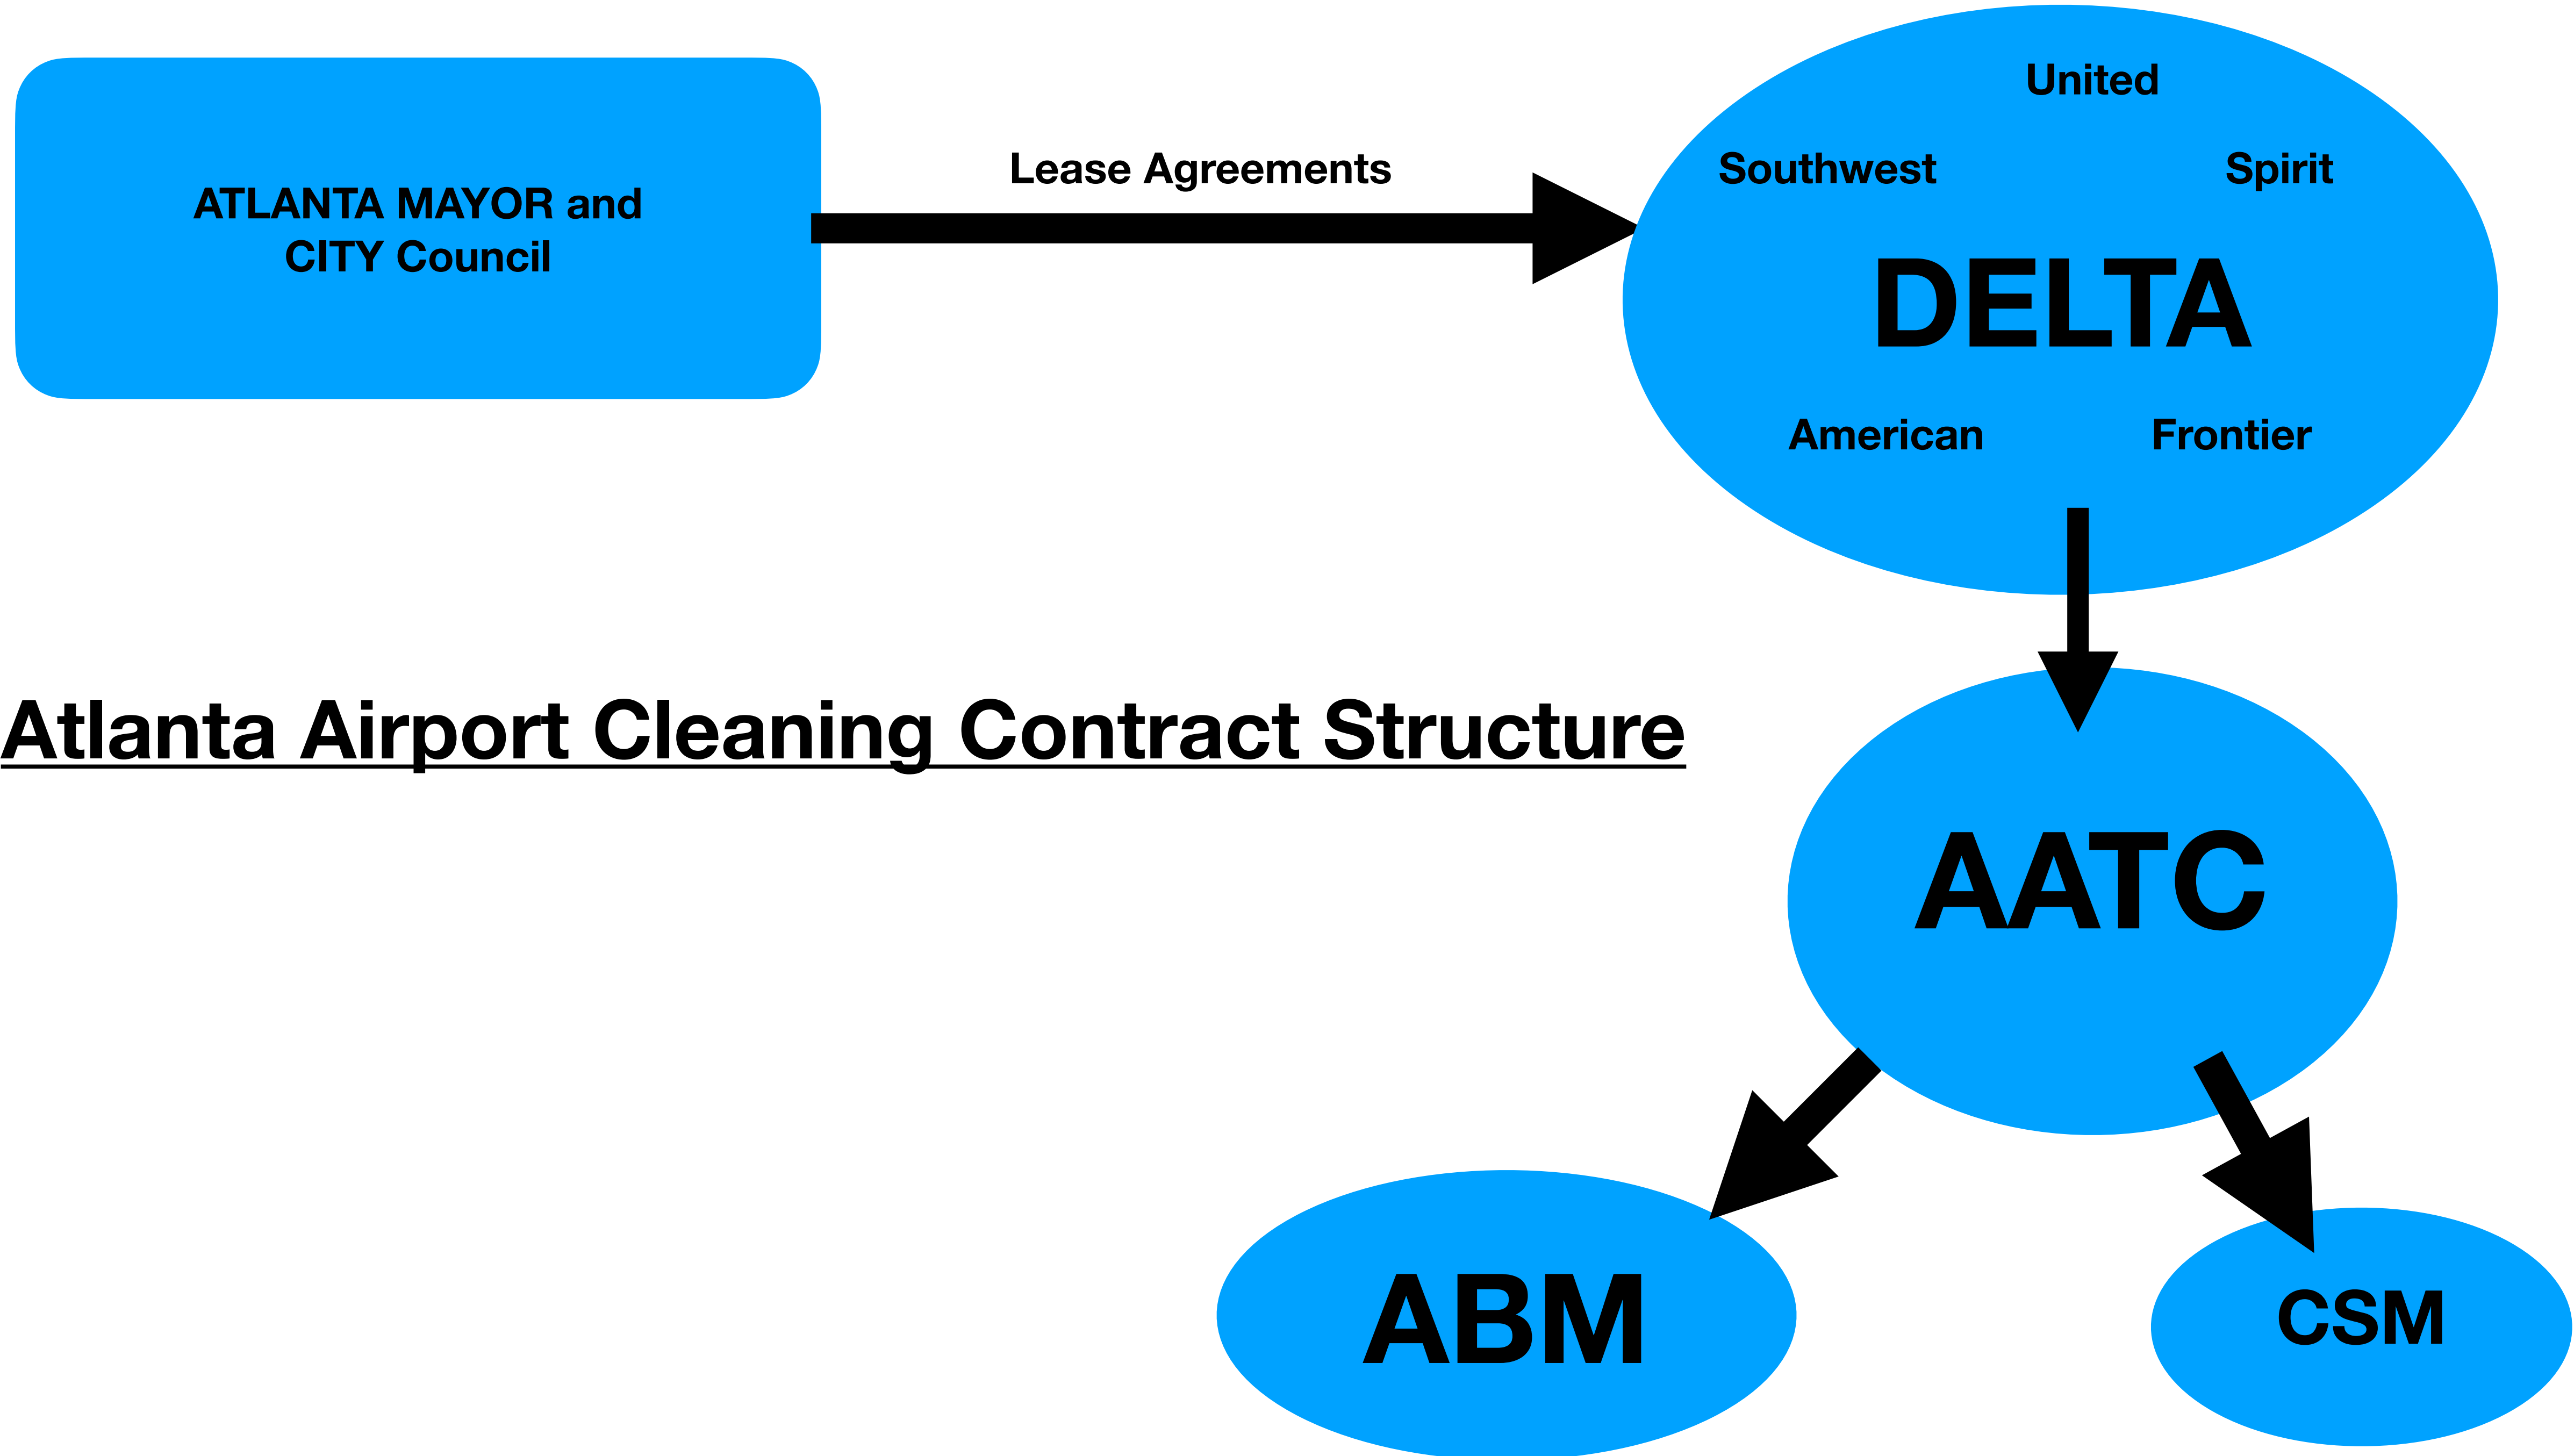 ATLANTA MAYOR and
CITY Council
Lease Agreements
United
Southwest
Spirit
DELTA
American
Frontier
Atlanta Airport Cleaning Contract Structure
AATC
ABM
CSM